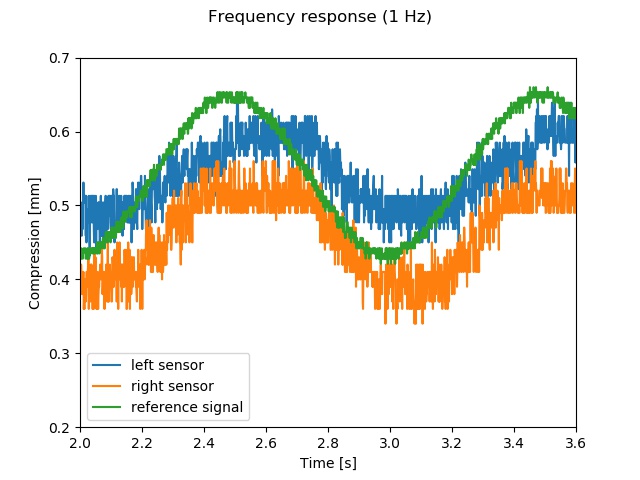 Frequency response (1 Hz)
0.7
0.6
0.5
0.4
0.3
0.2
Compression [mm]
left sensor
right sensor
reference signal
2.0 2.2 2.4 2.6 2.8 3.0 3.2 3.4 3.6
Time [s]